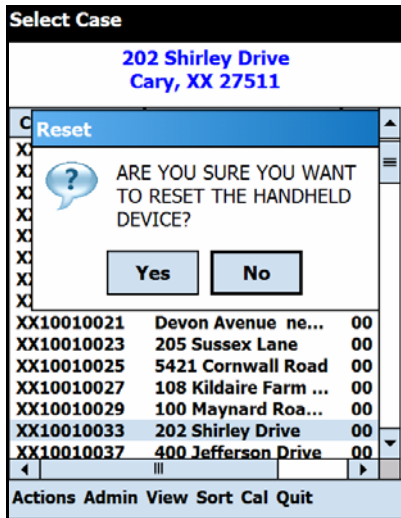 Select Case
202 Shirley Drive
Cary, XX 27511
Reset
ARE YOU SURE YOU WANT
TO RESET THE HANDHELD
DEVICE?
Yes No
XX10010021 Devon Avenue ne... 00
XX10010023 205 Sussex Lane 00
XX10010025 5421 Cornwall Road 00
XX10010027 108 Kildaire Farm ... 00
XX10010029 100 Maynard Roa... 00
XX10010033 202 Shirley Drive 00
XX10010037 400 Jefferson Drive 00
Actions Admin View Sort Cal Quit